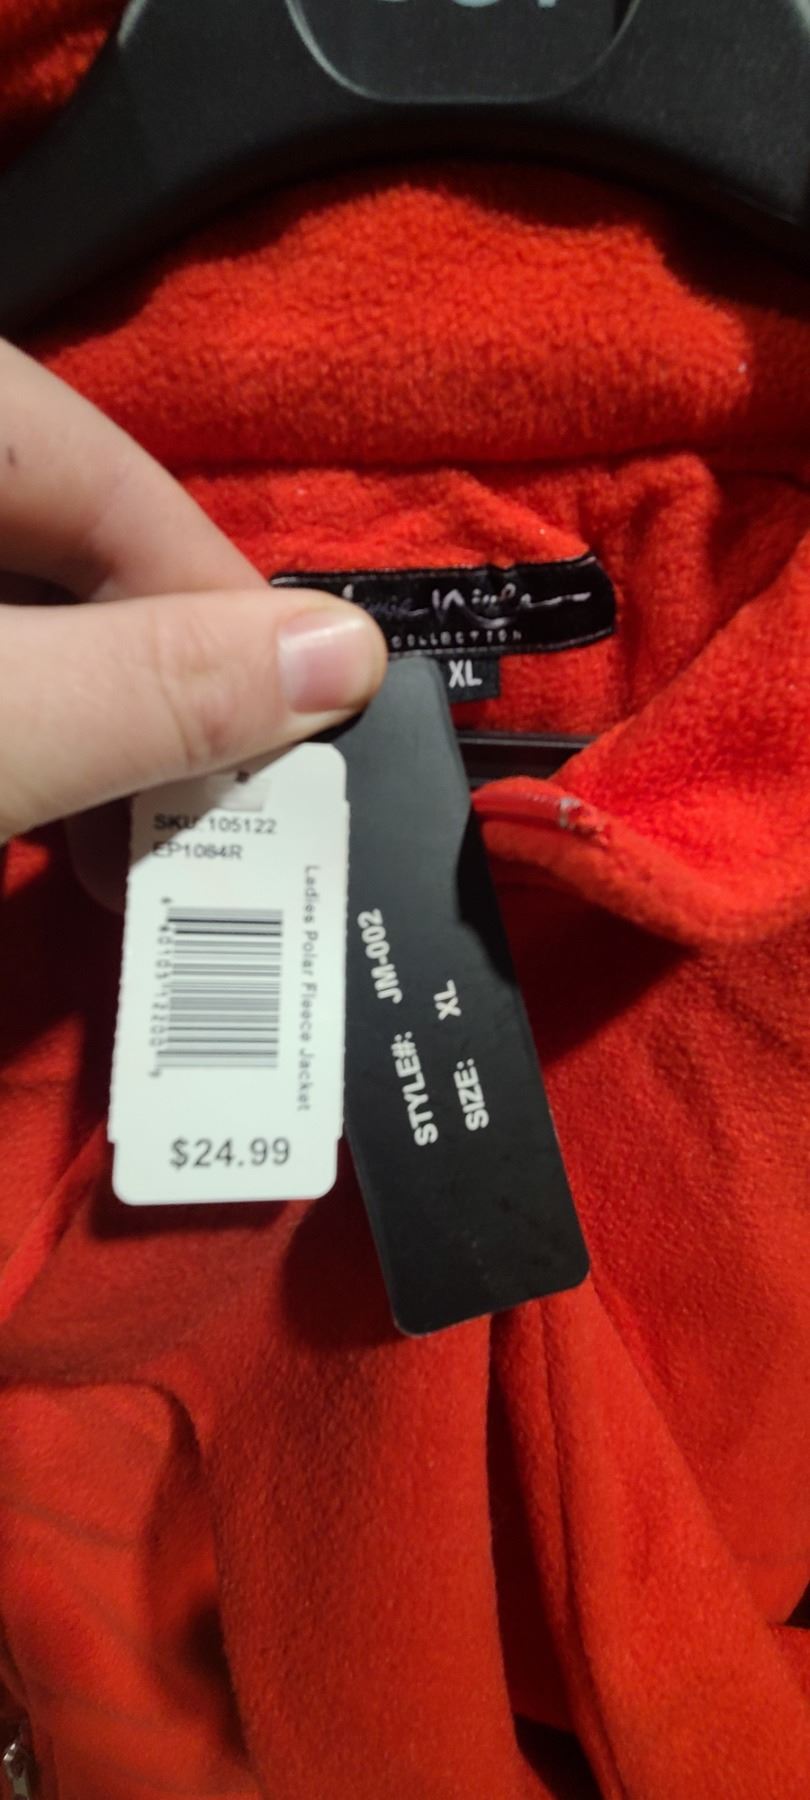 COLLECTION
XL
SKU: 105122
EP1084R
Ladies Polar Fleece Jacket
$24.99
STYLE#: JM-002
SIZE: XL